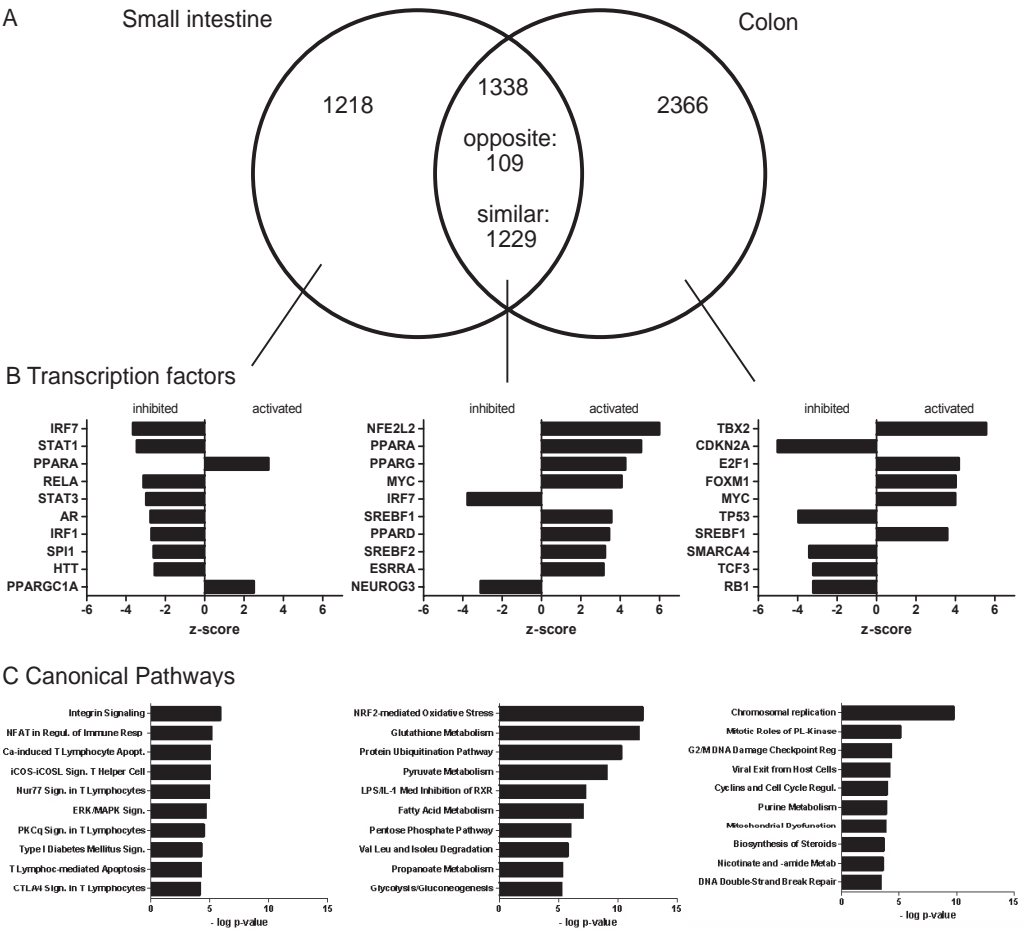 A
Small intestine
Colon
1218
1338
2366
opposite:
109
similar:
1229
B Transcription factors
inhibited
activated
IRF7
STAT1
PPARA
RELA
STAT3
AR
IRF1
SPI1
HTT
PPARGC1A
-6 -4 -2 0 2 4 6
z-score
inhibited
activated
NFE2L2
PPARA
PPARG
MYC
IRF7
SREBF1
PPARD
SREBF2
ESRRA
NEUROG3
-6 -4 -2 0 2 4 6
z-score
inhibited
activated
TBX2
CDKN2A
E2F1
FOXM1
MYC
TP53
SREBF1
SMARCA4
TCF3
RB1
-6 -4 -2 0 2 4 6
z-score
C Canonical Pathways
Integrin Signaling
NFAT in Regul. of Immune Resp
Ca-induced T Lymphocyte Apopt.
iCOS-iCOSL Sign. T Helper Cell
Nur77 Sign. in T Lymphocytes
ERK/MAPK Sign.
PKCq Sign. in T Lymphocytes
Type I Diabetes Mellitus Sign.
T Lymphoc-mediated Apoptosis
CTLA4 Sign. in T Lymphocytes
0 5 10 15
- log p-value
NRF2-mediated Oxidative Stress
Glutathione Metabolism
Protein Ubiquitination Pathway
Pyruvate Metabolism
LPS/IL-1 Med Inhibition of RXR
Fatty Acid Metabolism
Pentose Phosphate Pathway
Val Leu and Isoleu Degradation
Propanoate Metabolism
Glycolysis/Gluconeogenesis
0 5 10 15
- log p-value
Chromosomal replication
Mitotic Roles of PL-Kinase
G2/M DNA Damage Checkpoint Reg
Viral Exit from Host Cells
Cyclins and Cell Cycle Regul.
Purine Metabolism
Mitochondrial Dysfunction
Biosynthesis of Steroids
Nicotinate and -amide Metab
DNA Double-Strand Break Repair
0 5 10 15
- log p-value